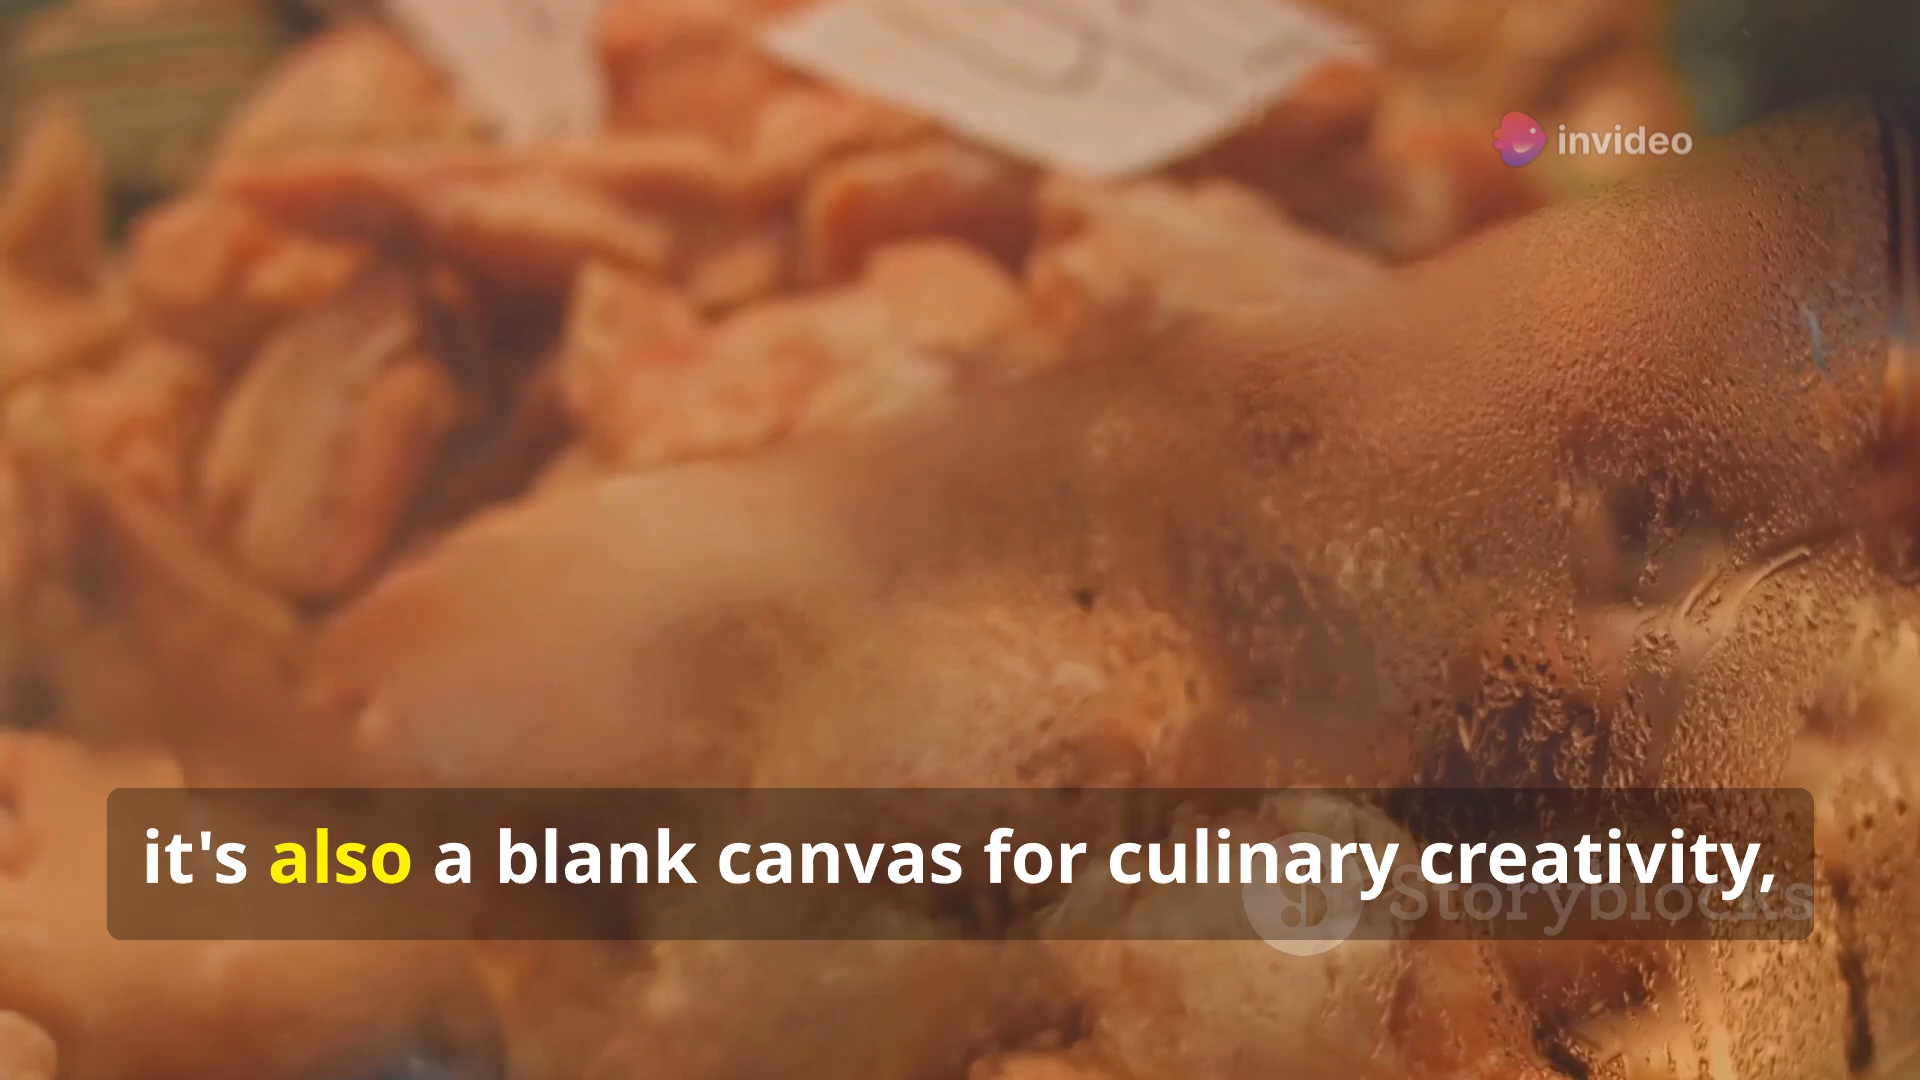 invideo
it's also a blank canvas for culinary creativity,
Storyblocks